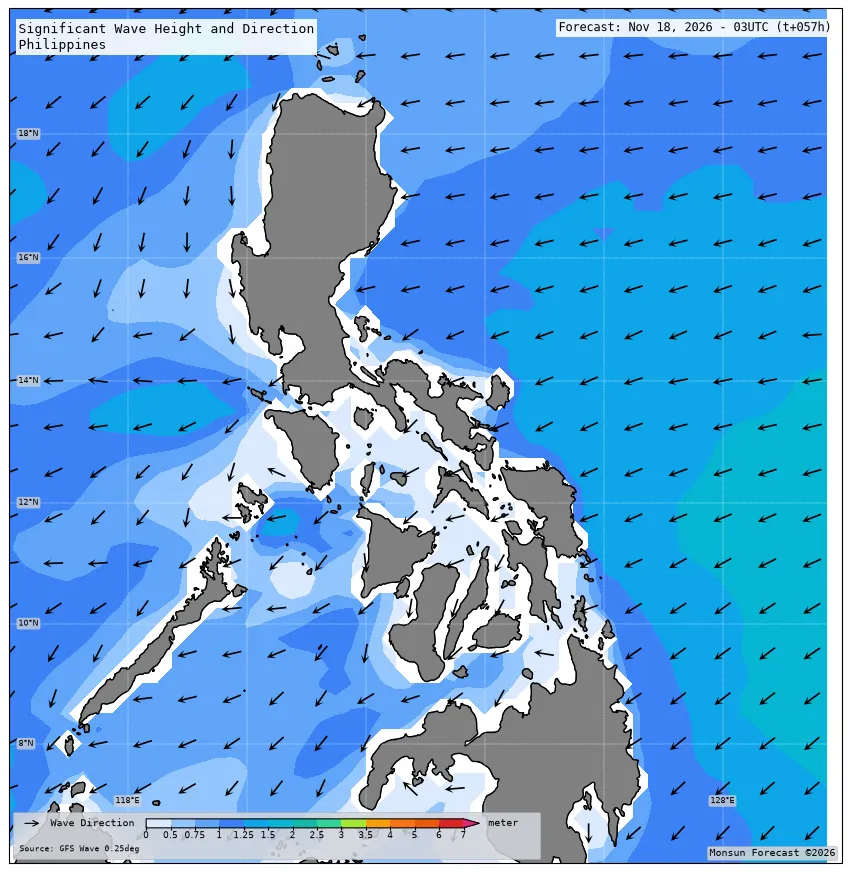 Significant Wave Height and Direction
Philippines
Forecast: Nov 18, 2026 - 03UTC (t+057h)
18°N
16°N
14°N
12°N
10°N
8°N
118°E
128°E
Wave Direction
0 0.5 0.75 1 1.25 1.5 2 2.5 3 3.5 4 5 6 7
meter
Source: GFS Wave 0.25deg
Monsun Forecast ©2026